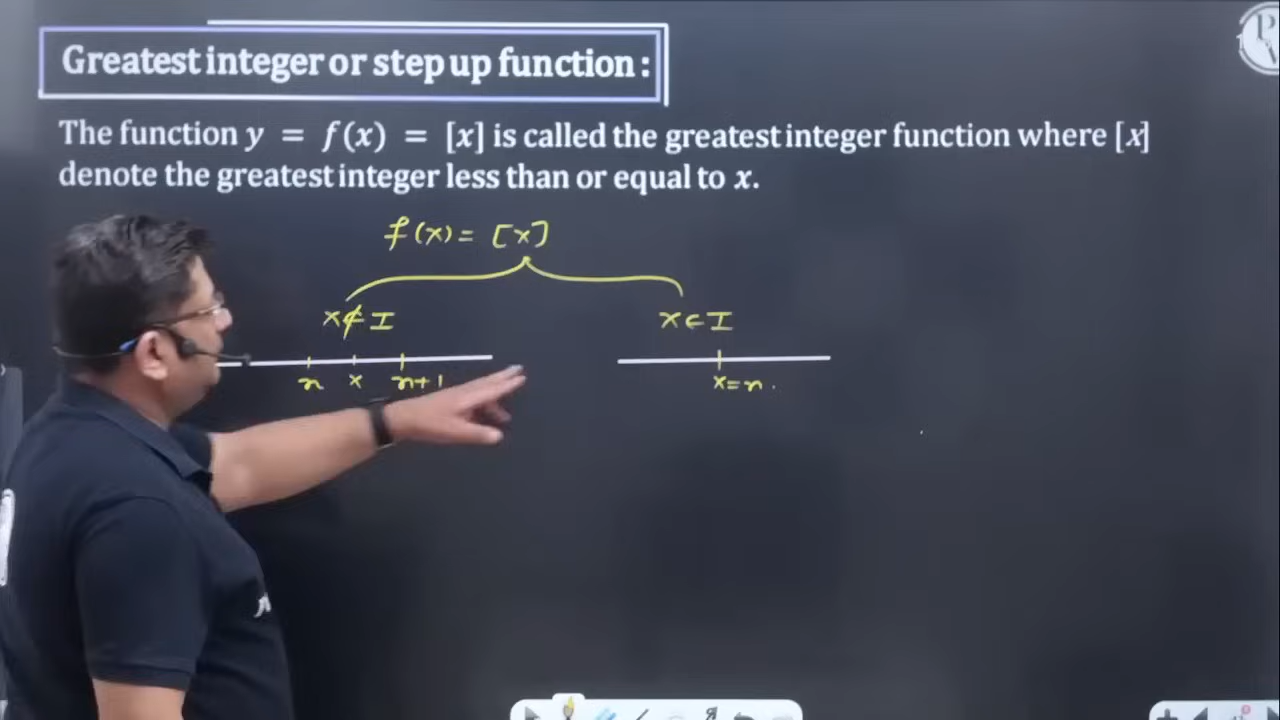 Greatest integer or step up function :
The function y = f(x) = [x] is called the greatest integer function where [x]
denote the greatest integer less than or equal to x.
f(x) = [x]
x∉I x∈I
n x n+1 x=n.